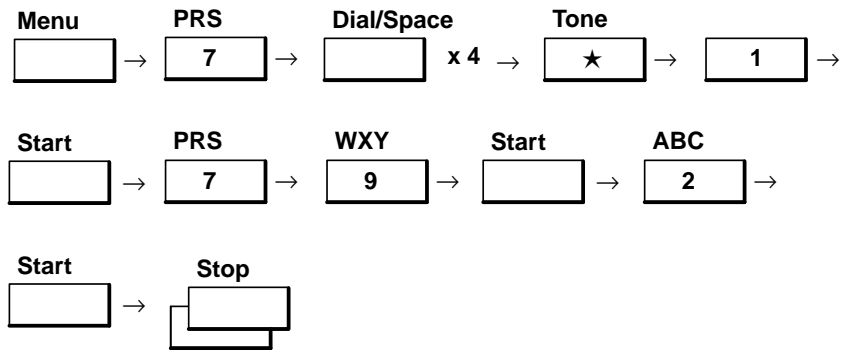 Menu PRS Dial/Space Tone
→ 7 → x 4 → ★ → 1 →
Start PRS WXY Start ABC
→ 7 → 9 → → 2 →
Start Stop
→